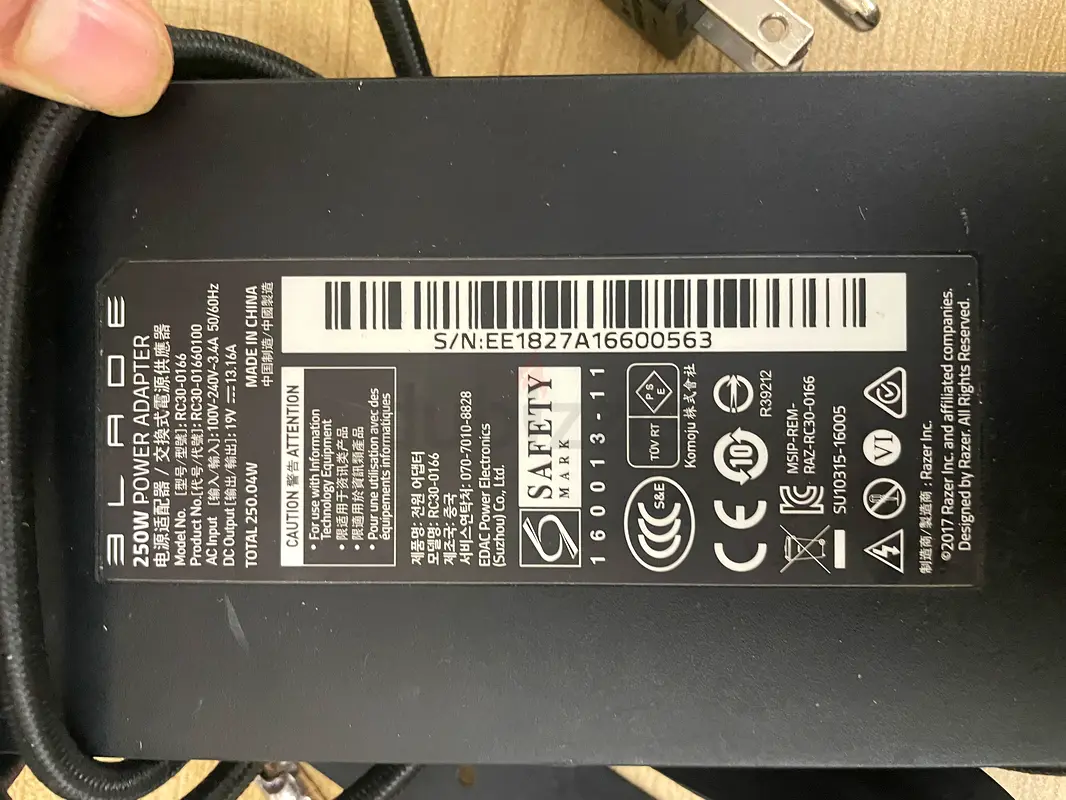 BLADE
250W POWER ADAPTER
电源适配器 / 交換式電源供應器
Model No. [型号/型號]: RC30-0166
Product No.[代号/代號]: RC30-01660100
AC Input [输入/輸入]: 100V-240V~3.4A 50/60Hz
DC Output [输出/輸出]: 19V ⎓ 13.16A
TOTAL 250.04W
MADE IN CHINA
中国制造/中國製造
S/N:EE1827A16600563
CAUTION 警告 ATTENTION
• For use with Information
Technology Equipment
• 限适用于资讯类产品
• 限適用於資訊類產品
• Pour une utilisation avec des
équipements informatiques
제품명: 전원 어댑터
모델명: RC30-0166
제조국: 중국
서비스연락처: 070-7010-8828
EDAC Power Electronics
(Suzhou) Co., Ltd.
SAFETY
MARK
160013-11
S&E
TÜV RT
PS
E
Komoju 株式會社
CE
10
R39212
MSIP-REM-
RAZ-RC30-0166
SU10315-16005
VI
制造商/製造商 : Razer Inc.
©2017 Razer Inc. and affiliated companies.
Designed by Razer. All Rights Reserved.